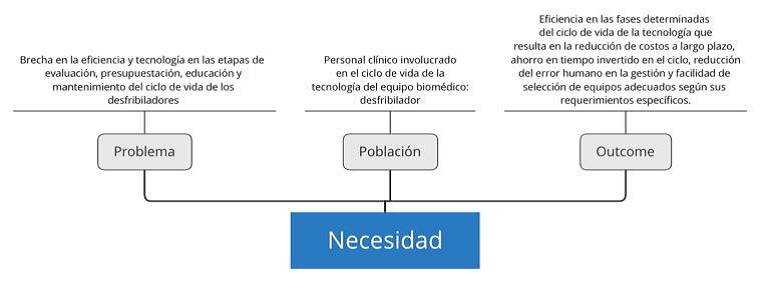 Brecha en la eficiencia y tecnología en las etapas de
evaluación, presupuestación, educación y
mantenimiento del ciclo de vida de los
desfribiladores
Problema
Personal clínico involucrado
en el ciclo de vida de la
tecnología del equipo biomédico:
desfribilador
Población
Eficiencia en las fases determinadas
del ciclo de vida de la tecnología que
resulta en la reducción de costos a largo plazo,
ahorro en tiempo invertido en el ciclo, reducción
del error humano en la gestión y facilidad de
selección de equipos adecuados según sus
requerimientos específicos.
Outcome
Necesidad